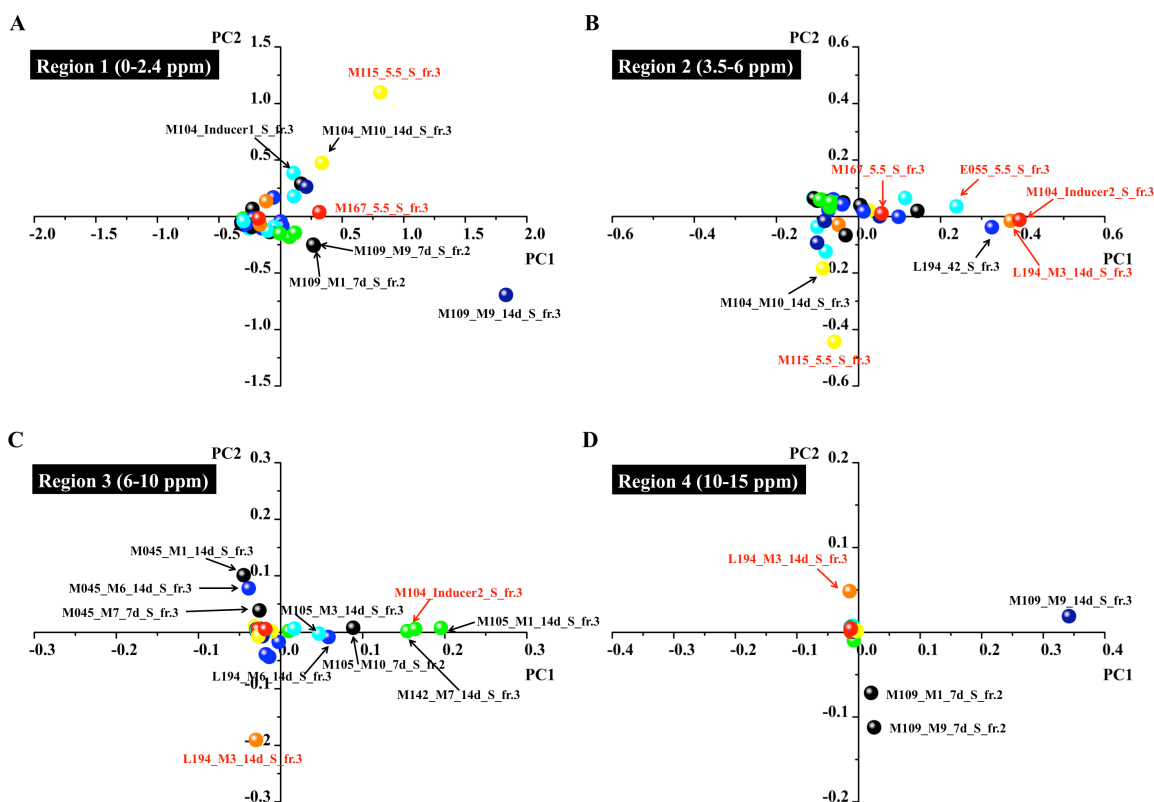 A
PC2
Region 1 (0-2.4 ppm)
1.5
M115_5.5_S_fr.3
1.0
M104_Inducer1_S_fr.3
M104_M10_14d_S_fr.3
0.5
M167_5.5_S_fr.3
-2.0 -1.5 -1.0 -0.5 0 0.5 1.0 1.5 2.0
M109_M9_7d_S_fr.2
PC1
-0.5
M109_M1_7d_S_fr.2
M109_M9_14d_S_fr.3
-1.0
-1.5
B
PC2
Region 2 (3.5-6 ppm)
0.6
0.4
0.2
M167_5.5_S_fr.3
E055_5.5_S_fr.3
M104_Inducer2_S_fr.3
-0.6 -0.4 -0.2 0.0 0.2 0.4 0.6
PC1
L194_42_S_fr.3
L194_M3_14d_S_fr.3
-0.2
M104_M10_14d_S_fr.3
-0.4
M115_5.5_S_fr.3
-0.6
C
PC2
Region 3 (6-10 ppm)
0.3
0.2
M045_M1_14d_S_fr.3
0.1
M045_M6_14d_S_fr.3
M045_M7_7d_S_fr.3
M105_M3_14d_S_fr.3
M104_Inducer2_S_fr.3
M105_M1_14d_S_fr.3
-0.3 -0.2 -0.1 0.0 0.1 0.2 0.3
L194_M6_14d_S_fr.3
M105_M10_7d_S_fr.2
PC1
-0.1
M142_M7_14d_S_fr.3
L194_M3_14d_S_fr.3
-0.2
-0.3
D
PC2
Region 4 (10-15 ppm)
0.2
0.1
L194_M3_14d_S_fr.3
M109_M9_14d_S_fr.3
-0.4 -0.3 -0.2 -0.1 0 0.1 0.2 0.3 0.4
PC1
M109_M1_7d_S_fr.2
-0.1
M109_M9_7d_S_fr.2
-0.2